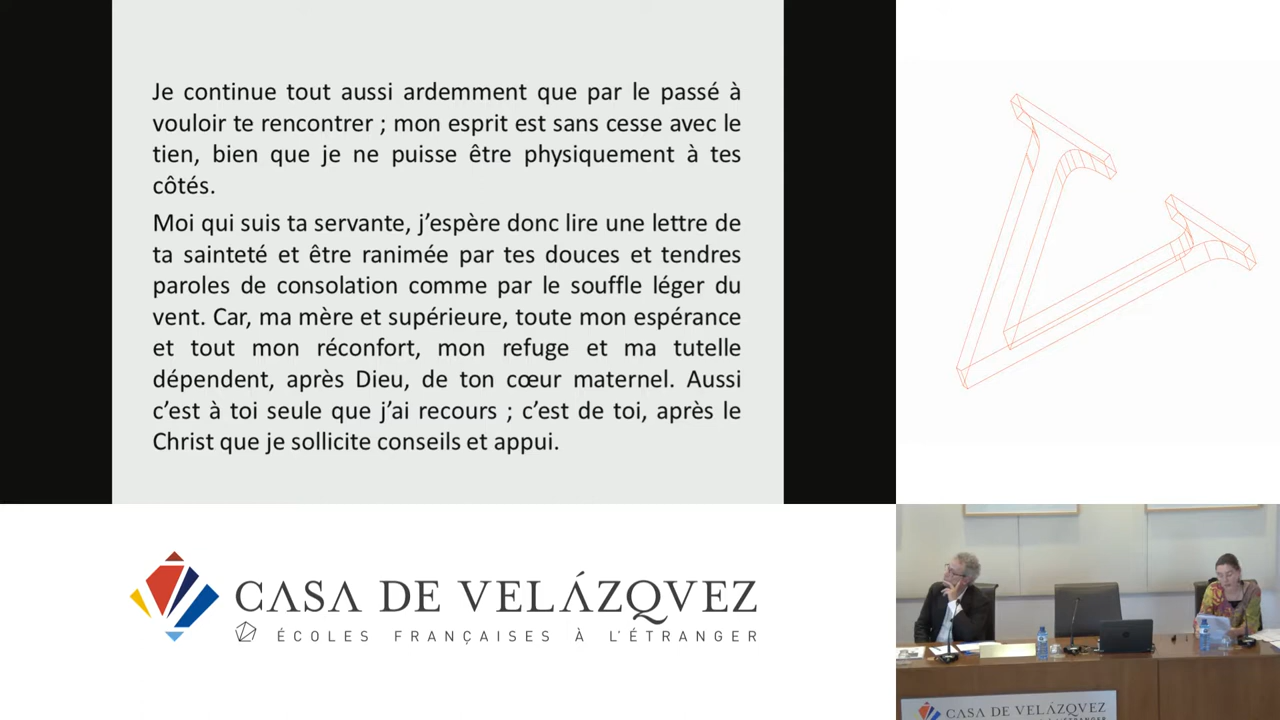 Je continue tout aussi ardemment que par le passé à
vouloir te rencontrer ; mon esprit est sans cesse avec le
tien, bien que je ne puisse être physiquement à tes
côtés.
Moi qui suis ta servante, j’espère donc lire une lettre de
ta sainteté et être ranimée par tes douces et tendres
paroles de consolation comme par le souffle léger du
vent. Car, ma mère et supérieure, toute mon espérance
et tout mon réconfort, mon refuge et ma tutelle
dépendent, après Dieu, de ton cœur maternel. Aussi
c’est à toi seule que j’ai recours ; c’est de toi, après le
Christ que je sollicite conseils et appui.
CASA DE VELÁZQVEZ
ÉCOLES FRANÇAISES À L'ÉTRANGER
CASA DE VELÁZQVEZ